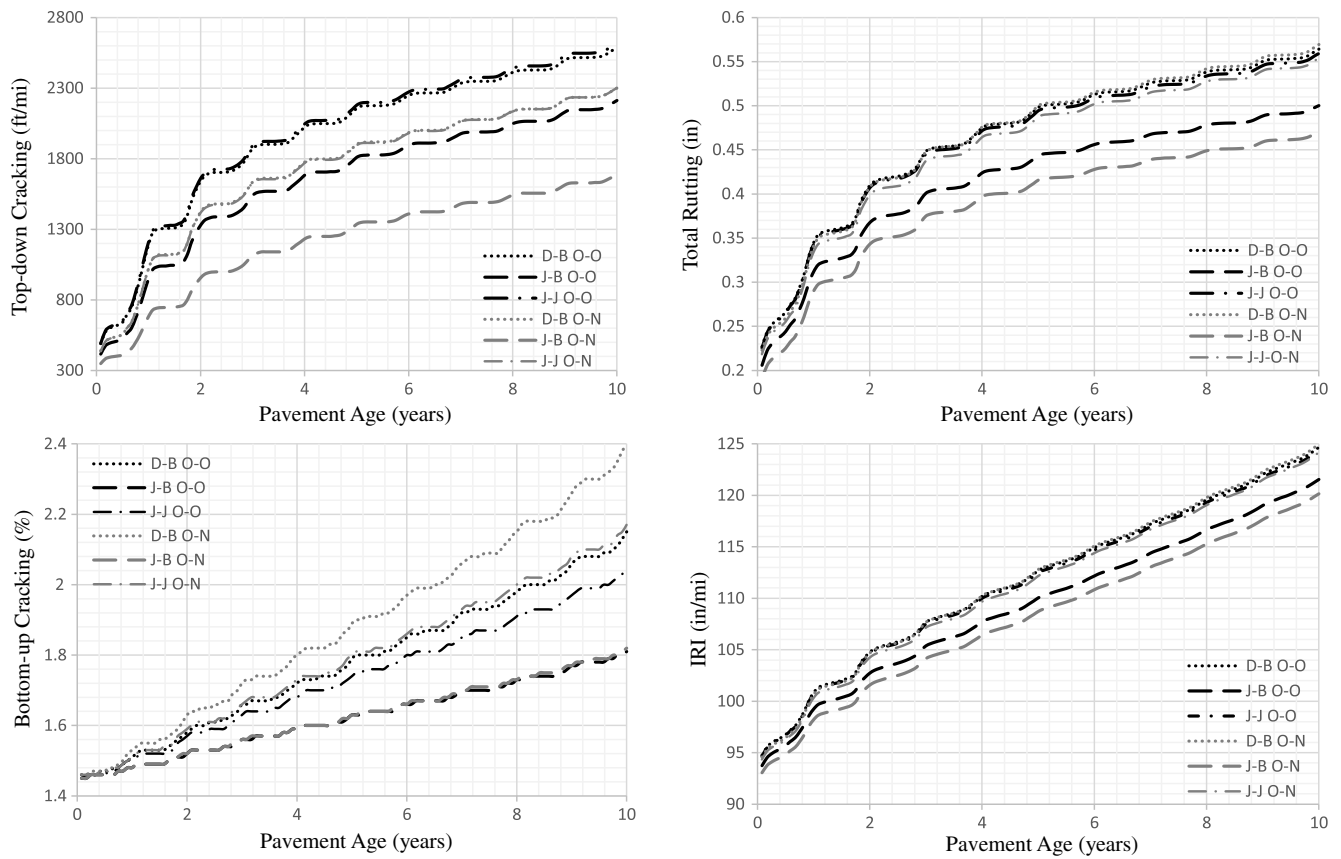 2800
2300
1800
1300
800
300
0
2
4
6
8
10
Top-down Cracking (ft/mi)
Pavement Age (years)
D-B O-O
J-B O-O
J-J O-O
D-B O-N
J-B O-N
J-J O-N
0.6
0.55
0.5
0.45
0.4
0.35
0.3
0.25
0.2
0
2
4
6
8
10
Total Rutting (in)
Pavement Age (years)
D-B O-O
J-B O-O
J-J O-O
D-B O-N
J-B O-N
J-J-O-N
2.4
2.2
2
1.8
1.6
1.4
0
2
4
6
8
10
Bottom-up Cracking (%)
Pavement Age (years)
D-B O-O
J-B O-O
J-J O-O
D-B O-N
J-B O-N
J-J O-N
125
120
115
110
105
100
95
90
0
2
4
6
8
10
IRI (in/mi)
Pavement Age (years)
D-B O-O
J-B O-O
J-J O-O
D-B O-N
J-B O-N
J-J O-N